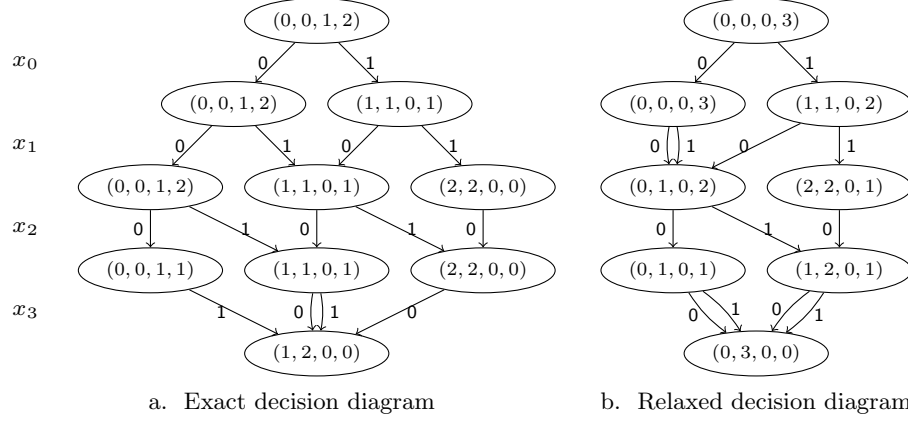 (0, 0, 1, 2) (0, 0, 0, 3)
x₀ 0 1 0 1
(0, 0, 1, 2) (1, 1, 0, 1) (0, 0, 0, 3) (1, 1, 0, 2)
x₁ 0 1 0 1 0 1 0 1
(0, 0, 1, 2) (1, 1, 0, 1) (2, 2, 0, 0) (0, 1, 0, 2) (2, 2, 0, 1)
x₂ 0 1 0 1 0 0 1 0
(0, 0, 1, 1) (1, 1, 0, 1) (2, 2, 0, 0) (0, 1, 0, 1) (1, 2, 0, 1)
x₃ 1 0 1 0 0 1 0 1
(1, 2, 0, 0) (0, 3, 0, 0)
a. Exact decision diagram b. Relaxed decision diagram